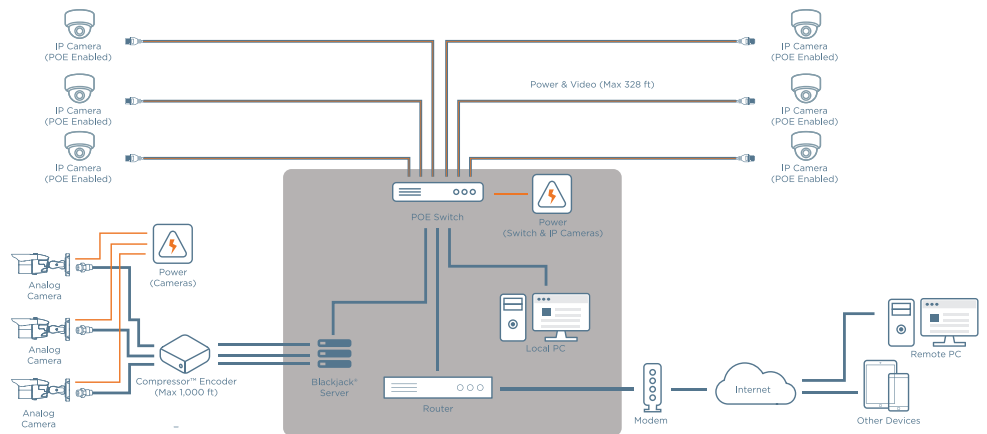 IP Camera
(POE Enabled)
IP Camera
(POE Enabled)
Power & Video (Max 328 ft)
IP Camera
(POE Enabled)
IP Camera
(POE Enabled)
IP Camera
(POE Enabled)
IP Camera
(POE Enabled)
POE Switch
Power
(Switch & IP Cameras)
Power
(Cameras)
Analog
Camera
Analog
Camera
Analog
Camera
Compressor™ Encoder
(Max 1,000 ft)
Blackjack®
Server
Local PC
Router
Modem
Internet
Remote PC
Other Devices